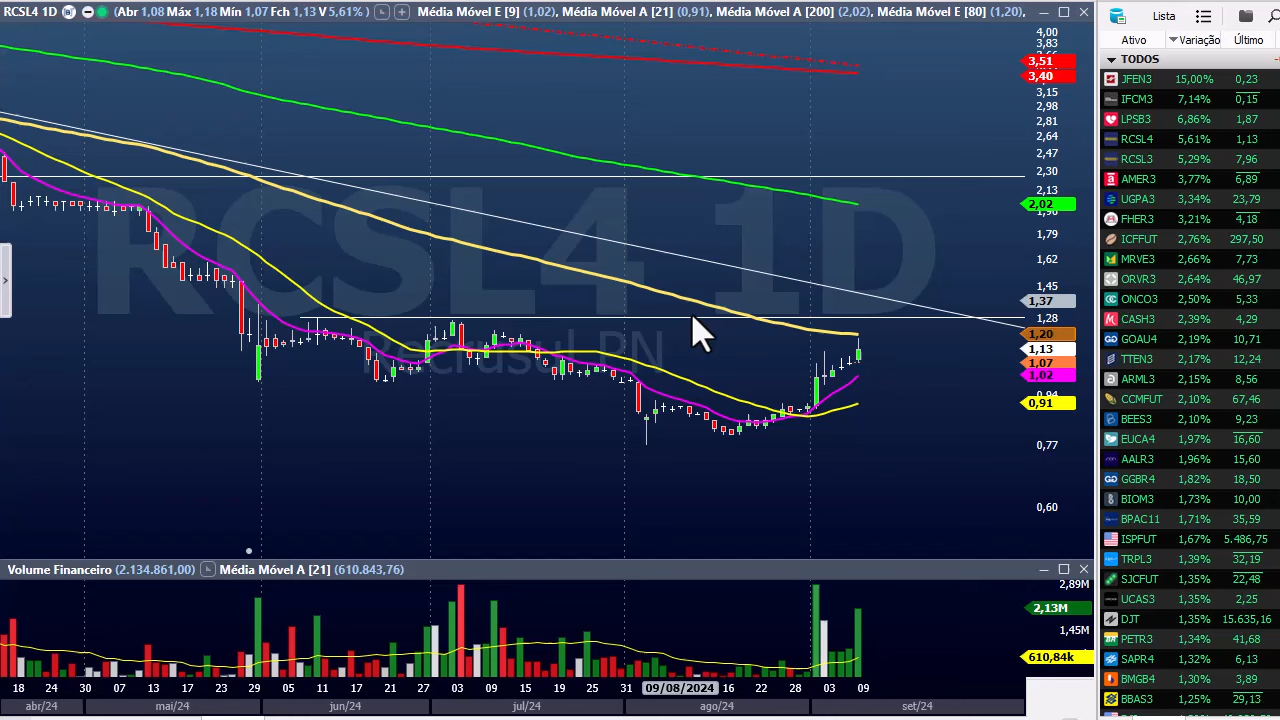 RCSL4 1D (Abr 1,08 Máx 1,18 Mín 1,07 Fch 1,13 V 5,61%) Média Móvel E [9] (1,02), Média Móvel A [21] (0,91), Média Móvel A [200] (2,02), Média Móvel E [80] (1,20),
RCSL4 1D
Recrusul PN
4,00
3,83
3,51
3,40
3,15
2,98
2,81
2,64
2,47
2,30
2,13
2,02
1,96
1,79
1,62
1,45
1,37
1,28
1,20
1,13
1,07
1,02
0,94
0,91
0,77
0,60
Volume Financeiro (2.134.861,00) Média Móvel A [21] (610.843,76)
2,89M
2,13M
1,45M
610,84k
18 24 30 07 15 21 29 06 13 20 27 03 09 15 19 25 31 07/08/2024 16 22 28 09
abr/24 mai/24 jun/24 jul/24 ago/24 set/24
Lista
Ativo Variação Último
TODOS
JFEN3 15,00% 0,23
IFCM3 7,14% 0,15
LPSB3 6,86% 1,87
RCSL4 5,61% 1,13
RCSL3 5,29% 7,96
AMER3 3,77% 6,89
UGPA3 3,34% 23,79
FHER3 3,21% 4,18
ICFFUT 2,76% 297,50
MRVE3 2,66% 7,73
ORVR3 2,64% 46,97
ONCO3 2,50% 5,33
CASH3 2,39% 4,29
GOAU4 2,19% 10,71
TTEN3 2,17% 12,24
ARML3 2,15% 8,56
CCMFUT 2,10% 67,46
BEES3 2,10% 9,23
EUCA4 1,97% 16,60
AALR3 1,96% 15,60
GGBR4 1,82% 18,50
BIOM3 1,73% 10,00
BPAC11 1,71% 35,59
ISPFUT 1,67% 5.486,75
TRPL3 1,39% 32,19
SJCFUT 1,35% 22,48
UCAS3 1,35% 2,25
DJT 1,35% 15.635,16
PETR3 1,34% 41,68
SAPR4 1,32% 6,13
BMGB4 1,30% 3,89
BBAS3 1,25% 29,13